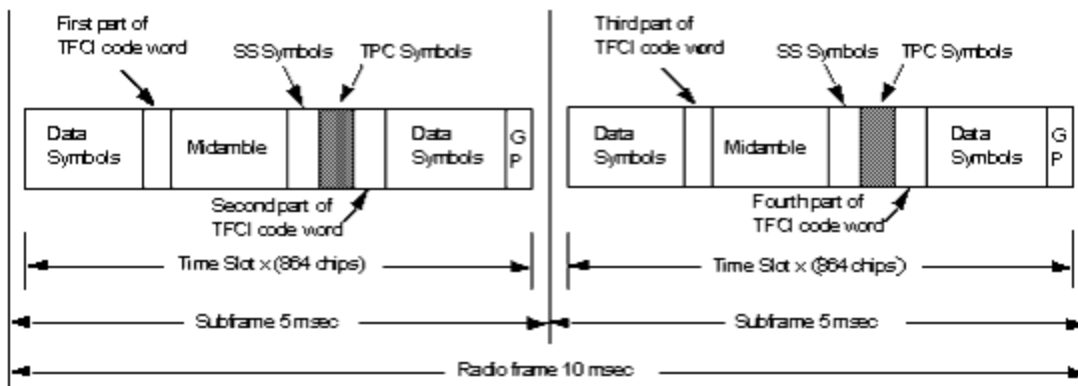 First part of
TFCI code word
SS Symbols
TPC Symbols
Third part of
TFCI code word
SS Symbols
TPC Symbols
Data
Symbols
Midamble
Data
Symbols
G
P
Data
Symbols
Midamble
Data
Symbols
G
P
Second part of
TFCI code word
Fourth part of
TFCI code word
Time Slot x (864 chips)
Time Slot x (864 chips)
Subframe 5 msec
Subframe 5 msec
Radio frame 10 msec